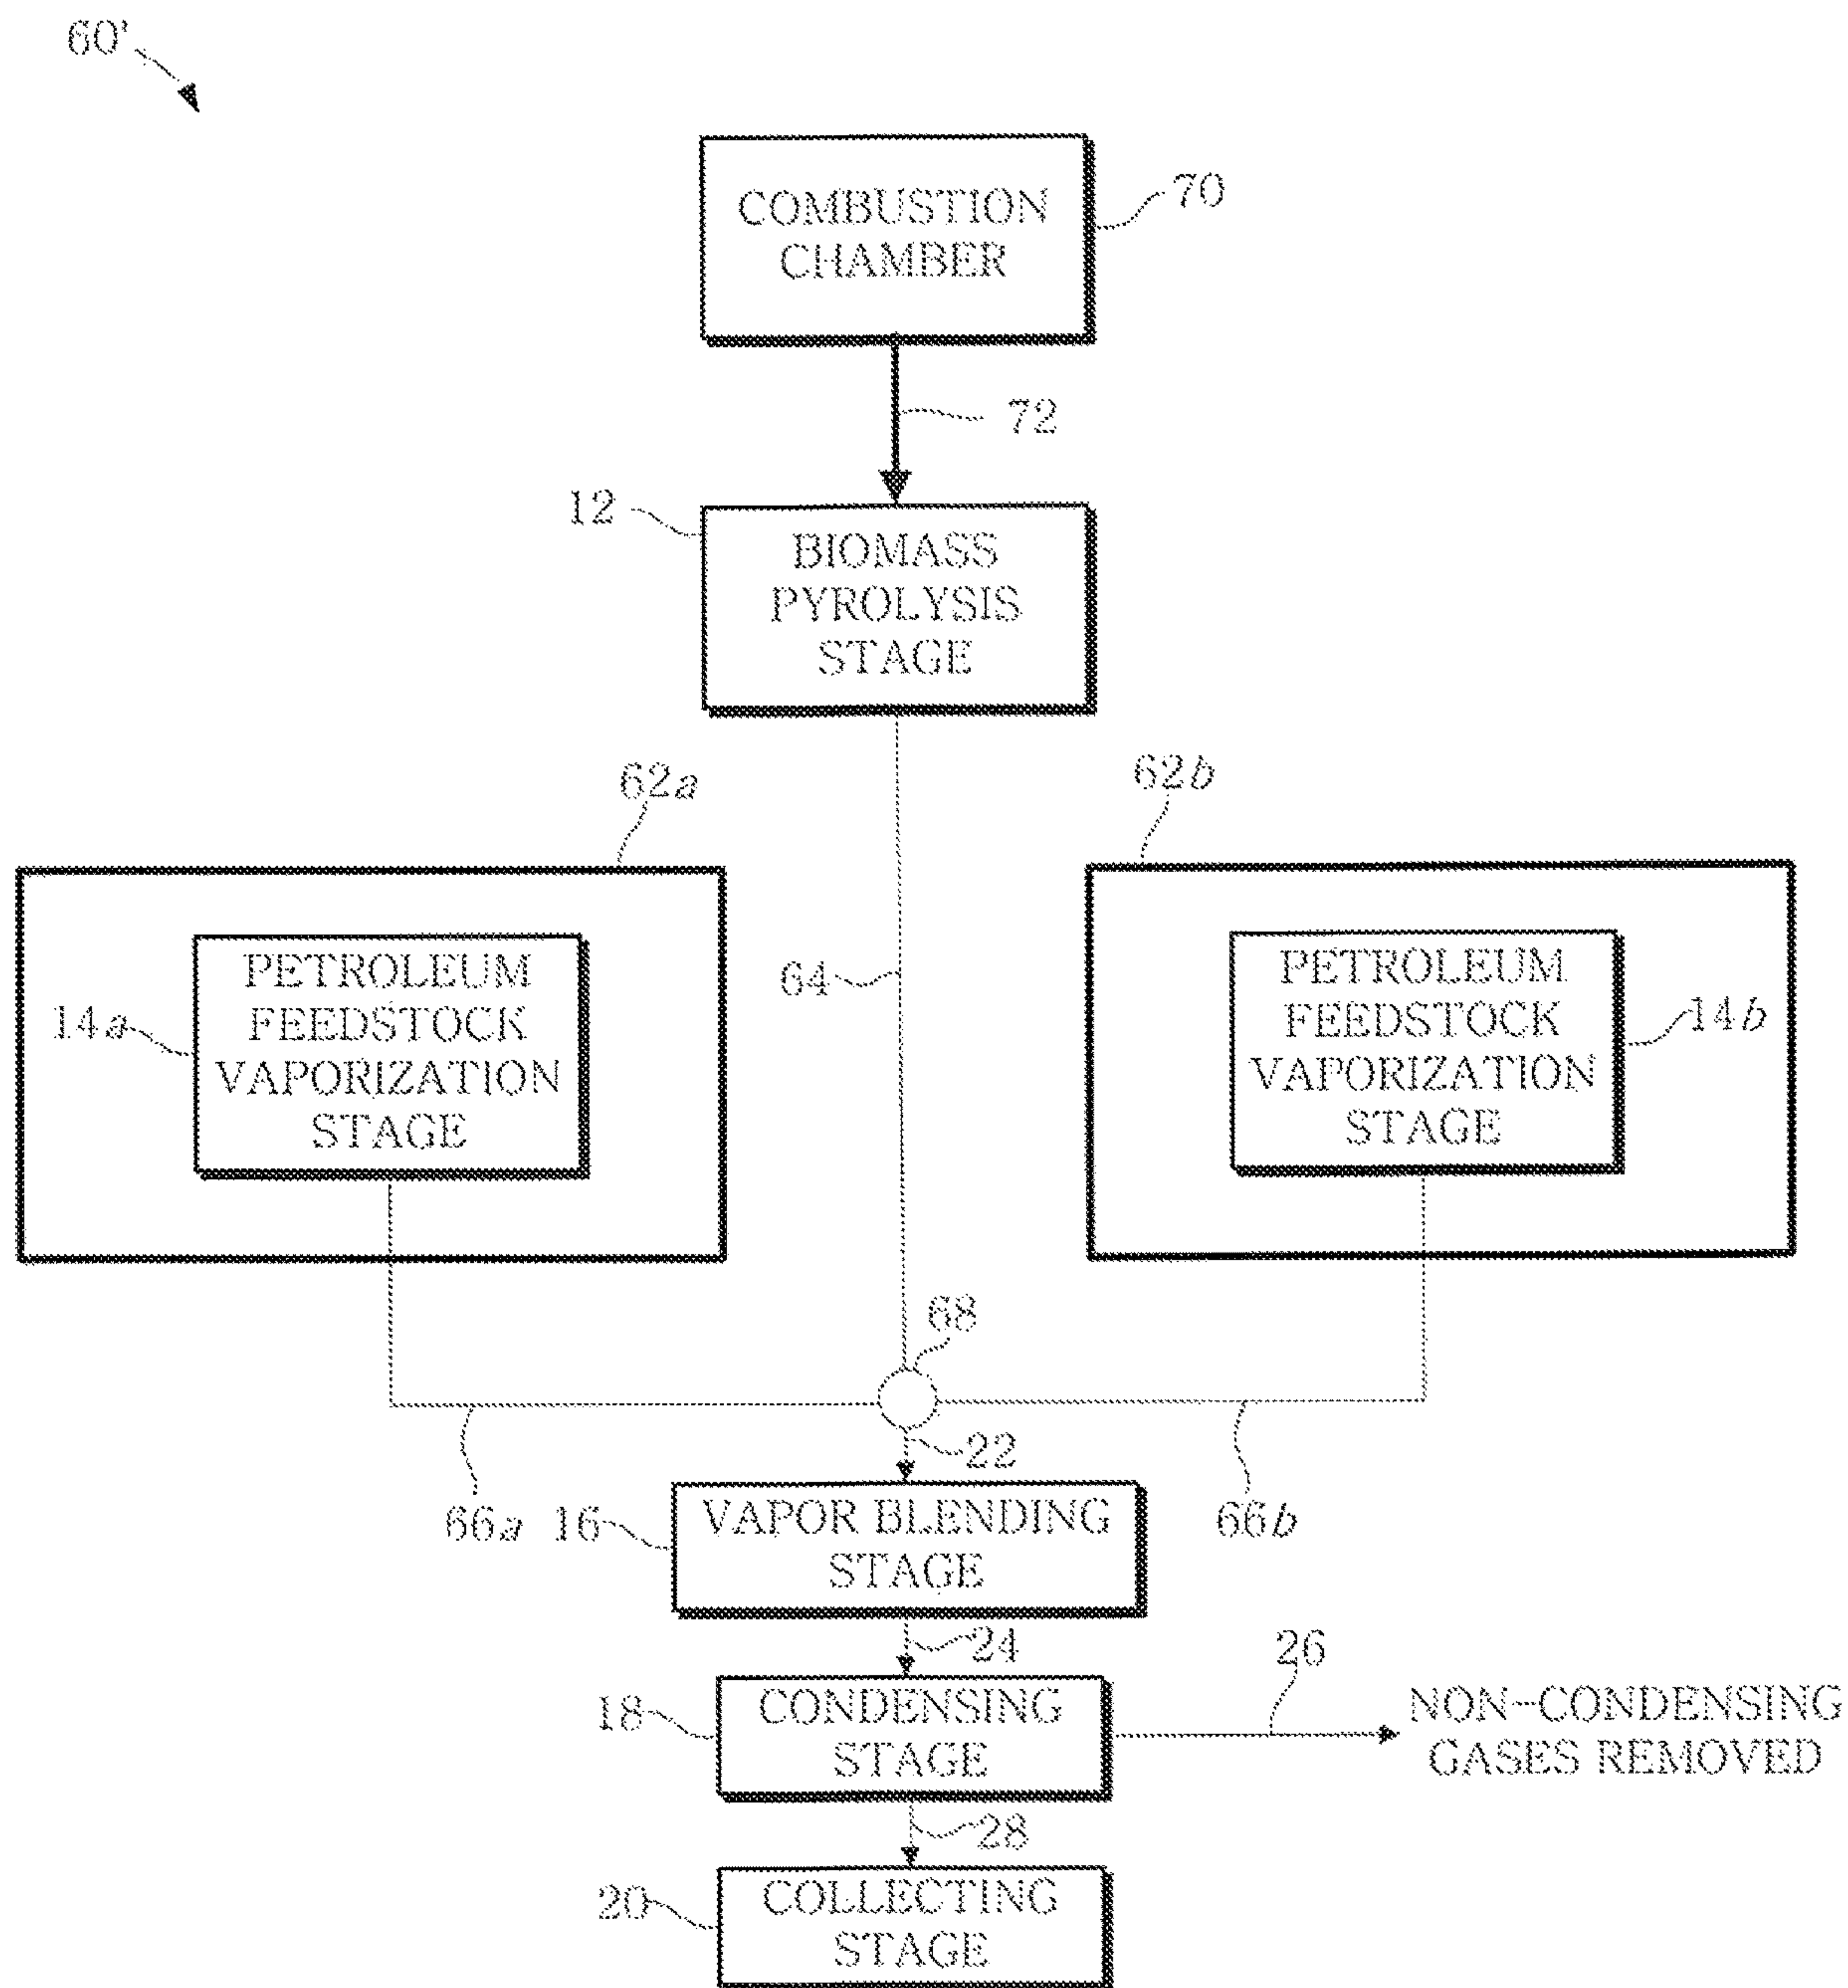 60'
COMBUSTION
CHAMBER
70
72
12
BIOMASS
PYROLYSIS
STAGE
62a
62b
14a
PETROLEUM
FEEDSTOCK
VAPORIZATION
STAGE
64
PETROLEUM
FEEDSTOCK
VAPORIZATION
STAGE
14b
68
22
66a
16
VAPOR BLENDING
STAGE
66b
24
26
18
CONDENSING
STAGE
NON-CONDENSING
GASES REMOVED
28
20
COLLECTING
STAGE